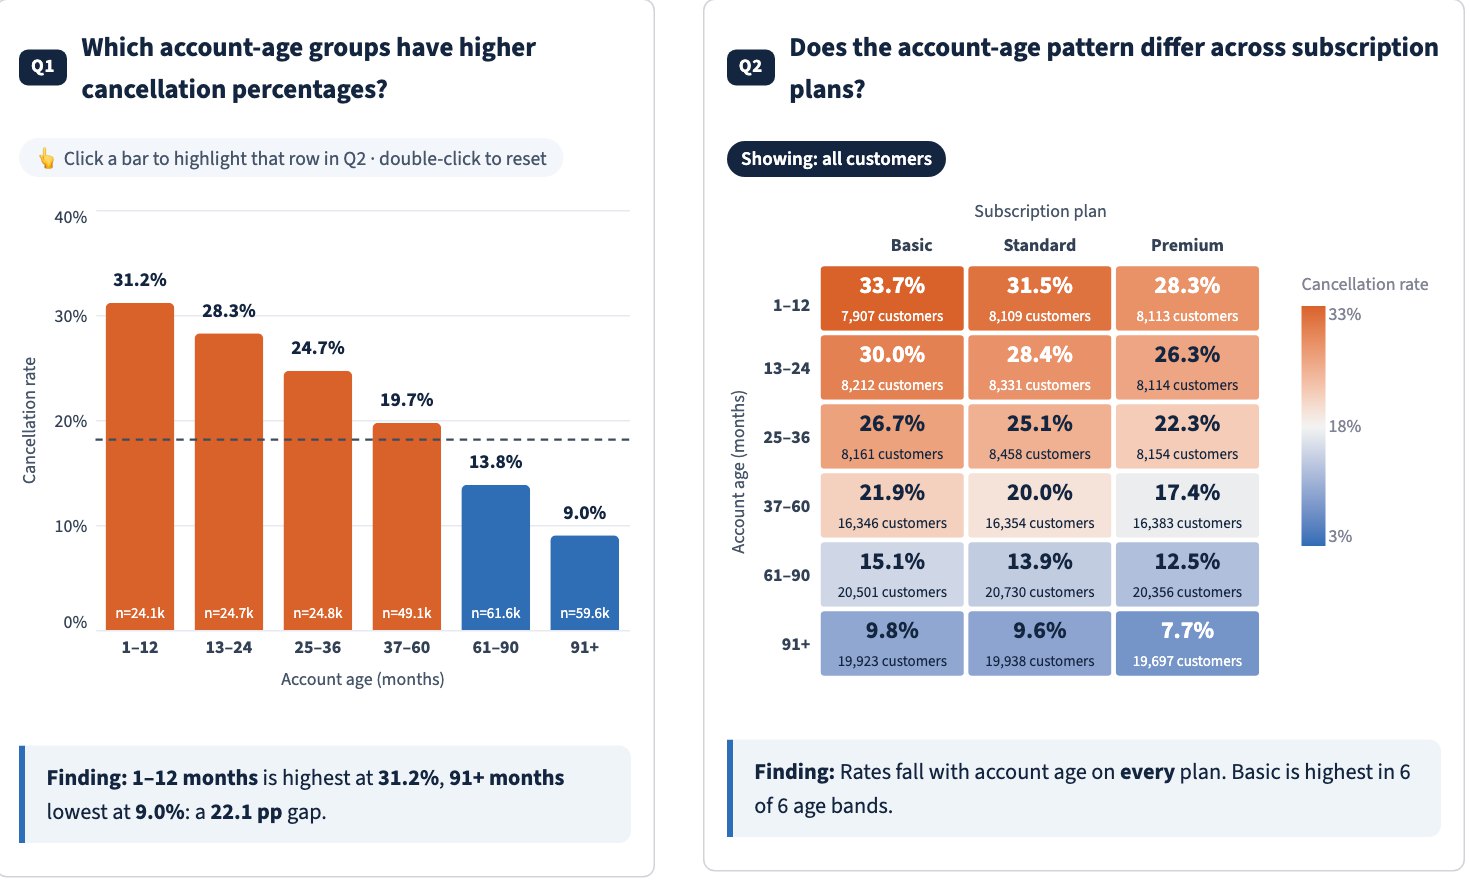 Q1
Which account-age groups have higher
cancellation percentages?
👆 Click a bar to highlight that row in Q2 · double-click to reset
40%
30%
20%
10%
0%
Cancellation rate
31.2%
28.3%
24.7%
19.7%
13.8%
9.0%
n=24.1k n=24.7k n=24.8k n=49.1k n=61.6k n=59.6k
1–12 13–24 25–36 37–60 61–90 91+
Account age (months)
Finding: 1–12 months is highest at 31.2%, 91+ months
lowest at 9.0%: a 22.1 pp gap.
Q2
Does the account-age pattern differ across subscription
plans?
Showing: all customers
Subscription plan
Basic Standard Premium
Account age (months)
1–12 33.7% 31.5% 28.3%
7,907 customers 8,109 customers 8,113 customers
13–24 30.0% 28.4% 26.3%
8,212 customers 8,331 customers 8,114 customers
25–36 26.7% 25.1% 22.3%
8,161 customers 8,458 customers 8,154 customers
37–60 21.9% 20.0% 17.4%
16,346 customers 16,354 customers 16,383 customers
61–90 15.1% 13.9% 12.5%
20,501 customers 20,730 customers 20,356 customers
91+ 9.8% 9.6% 7.7%
19,923 customers 19,938 customers 19,697 customers
Cancellation rate
33%
18%
3%
Finding: Rates fall with account age on every plan. Basic is highest in 6
of 6 age bands.